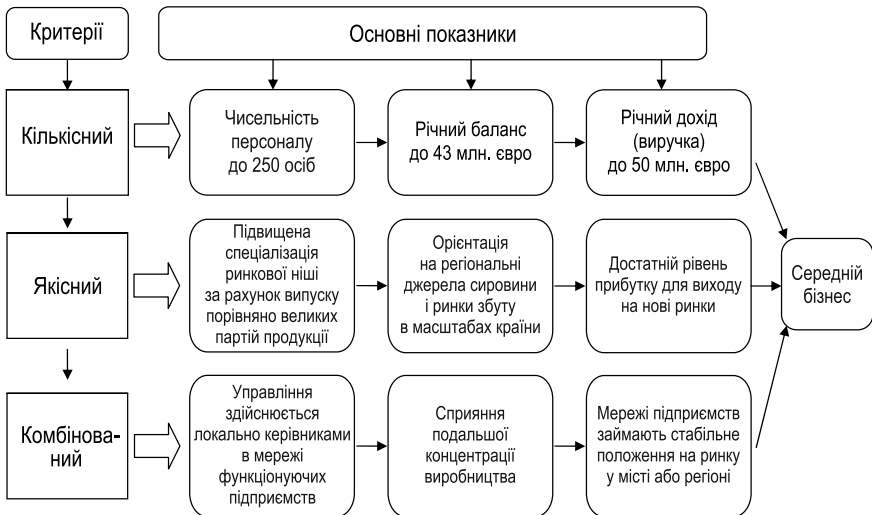 Критерії
Основні показники
Кількісний
Чисельність
персоналу
до 250 осіб
Річний баланс
до 43 млн. євро
Річний дохід
(виручка)
до 50 млн. євро
Якісний
Підвищена
спеціалізація
ринкової ніші
за рахунок випуску
порівняно великих
партій продукції
Орієнтація
на регіональні
джерела сировини
і ринки збуту
в масштабах країни
Достатній рівень
прибутку для виходу
на нові ринки
Середній
бізнес
Комбінова-
ний
Управління
здійснюється
локально керівниками
в мережі
функціонуючих
підприємств
Сприяння
подальшої
концентрації
виробництва
Мережі підприємств
займають стабільне
положення на ринку
у місті або регіоні